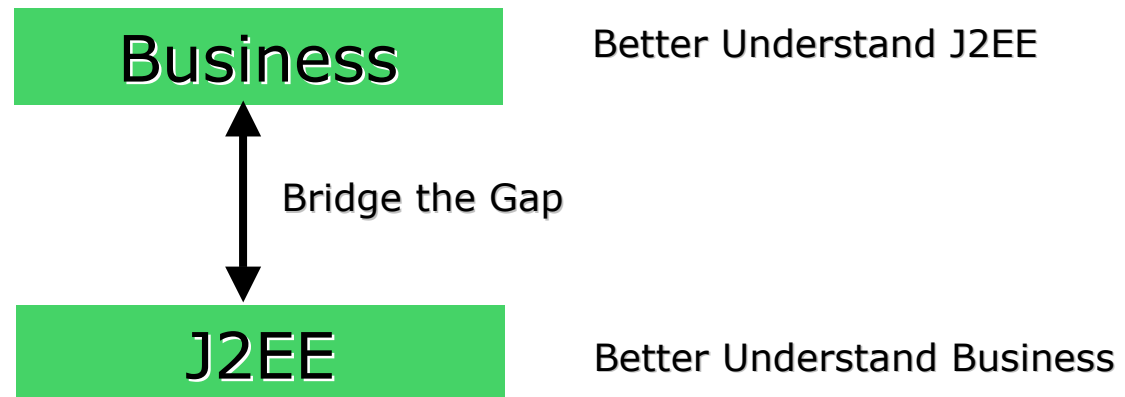 Business
Better Understand J2EE
Bridge the Gap
J2EE
Better Understand Business